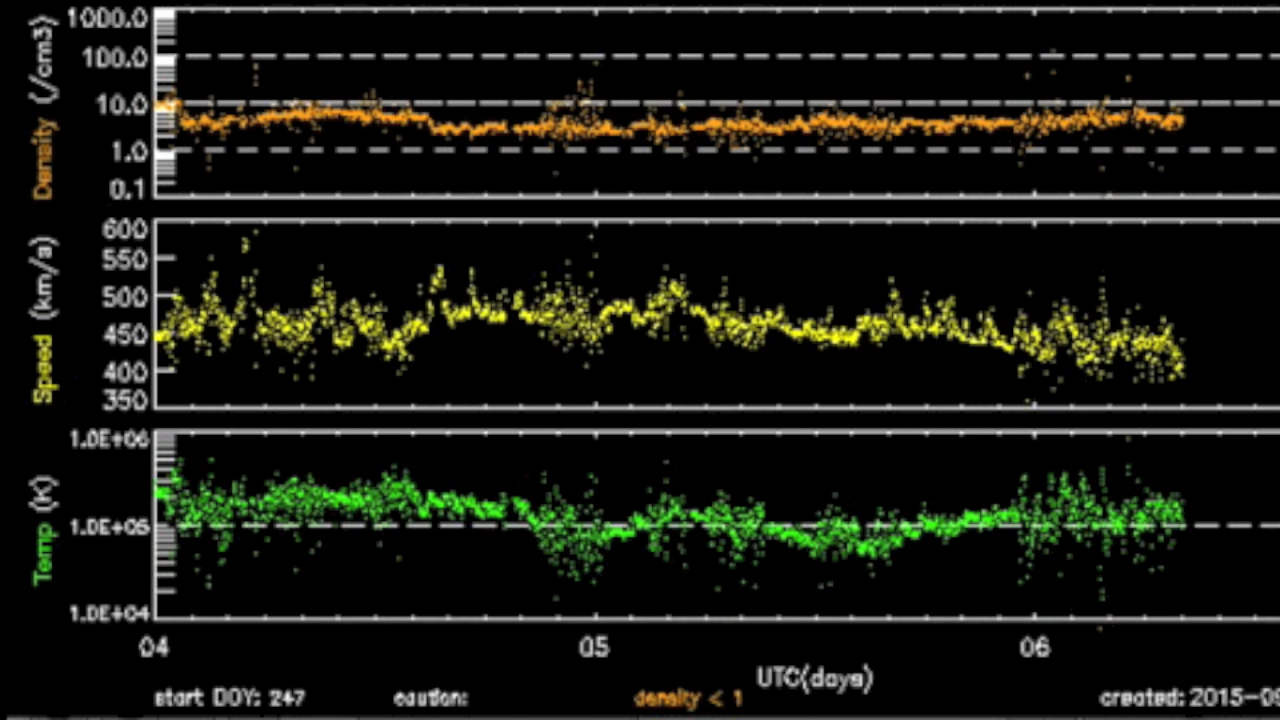 Density (/cm3)
1000.0
100.0
10.0
1.0
0.1
Speed (km/s)
600
550
500
450
400
350
Temp (K)
1.0E+06
1.0E+05
1.0E+04
04 05 06
UTC(days)
start DOY: 247 caution: density < 1 created: 2015-09